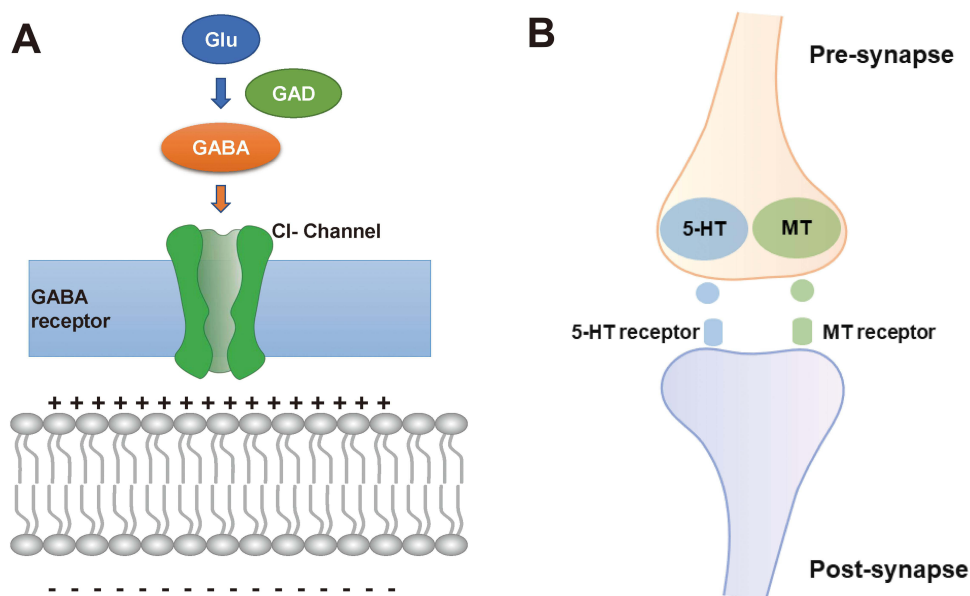 A
Glu
GAD
GABA
Cl- Channel
GABA
receptor
+ + + + + + + + + + + + + + + +
- - - - - - - - - - - - - - - -
B
Pre-synapse
5-HT
MT
5-HT receptor
MT receptor
Post-synapse